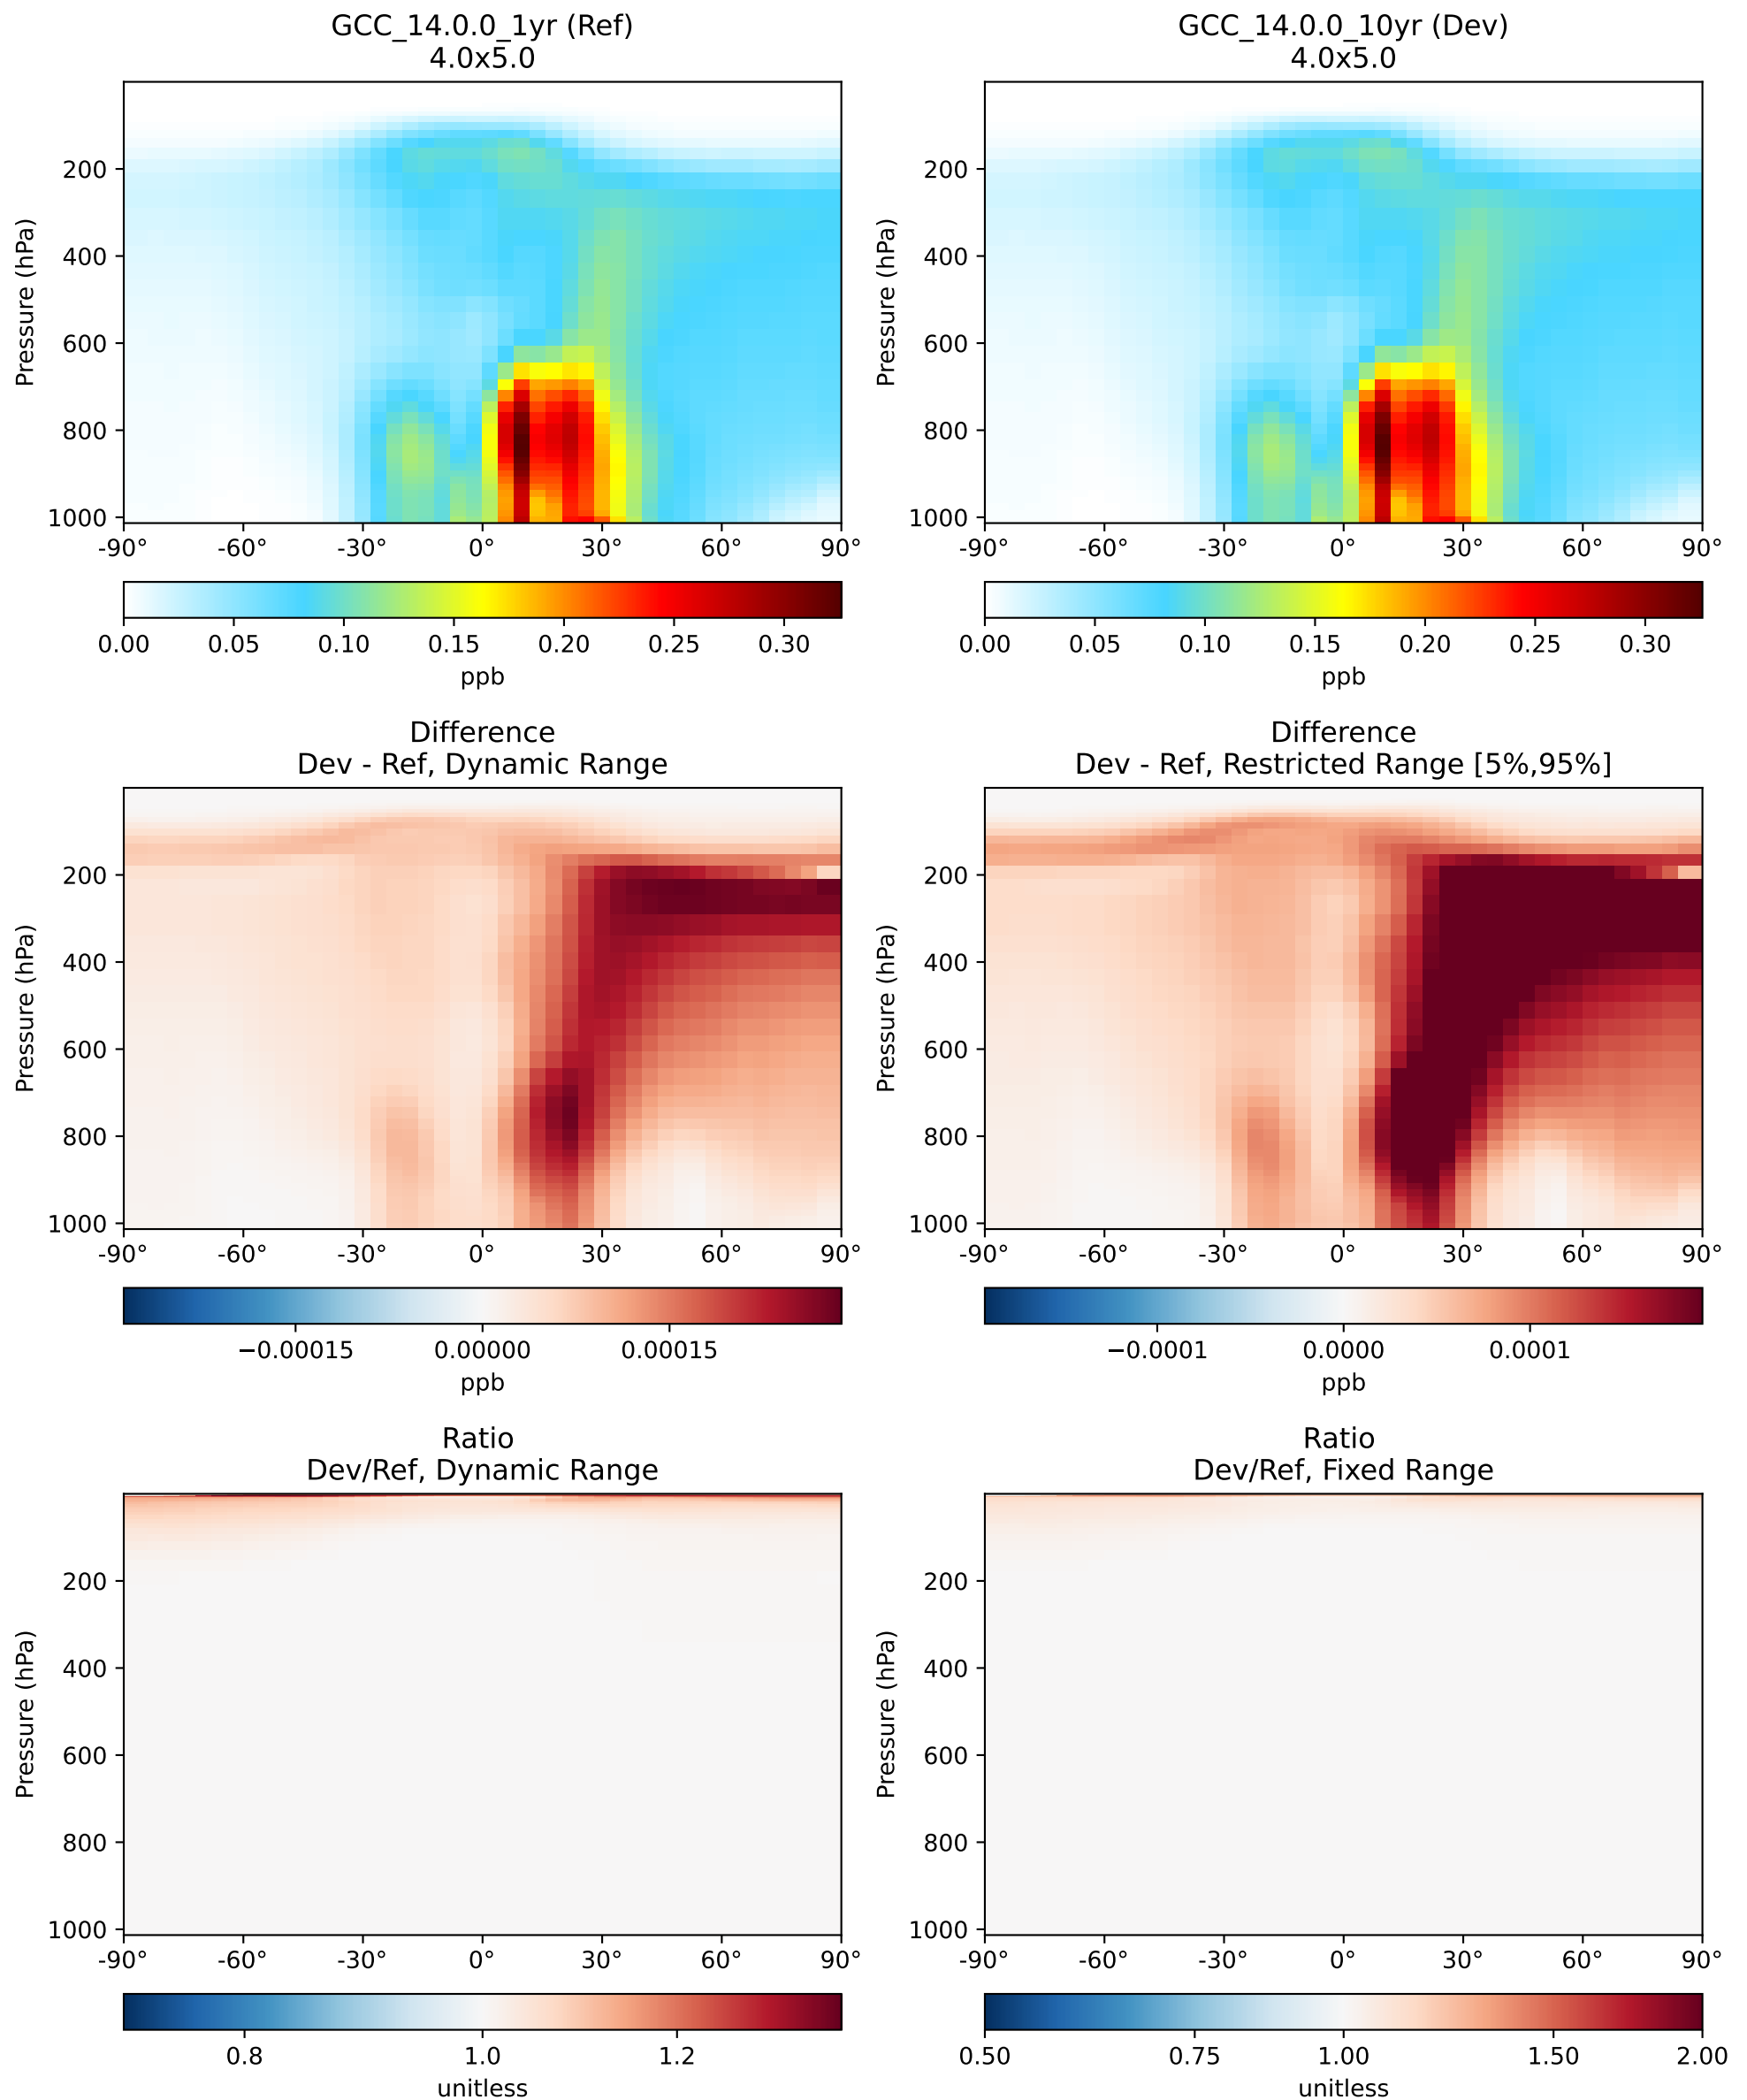 GCC_14.0.0_1yr (Ref)
4.0x5.0
GCC_14.0.0_10yr (Dev)
4.0x5.0
Pressure (hPa)
200
400
600
800
1000
-90° -60° -30° 0° 30° 60° 90°
0.00 0.05 0.10 0.15 0.20 0.25 0.30
ppb
Pressure (hPa)
200
400
600
800
1000
-90° -60° -30° 0° 30° 60° 90°
0.00 0.05 0.10 0.15 0.20 0.25 0.30
ppb
Difference
Dev - Ref, Dynamic Range
Difference
Dev - Ref, Restricted Range [5%,95%]
Pressure (hPa)
200
400
600
800
1000
-90° -60° -30° 0° 30° 60° 90°
−0.00015 0.00000 0.00015
ppb
Pressure (hPa)
200
400
600
800
1000
-90° -60° -30° 0° 30° 60° 90°
−0.0001 0.0000 0.0001
ppb
Ratio
Dev/Ref, Dynamic Range
Ratio
Dev/Ref, Fixed Range
Pressure (hPa)
200
400
600
800
1000
-90° -60° -30° 0° 30° 60° 90°
0.8 1.0 1.2
unitless
Pressure (hPa)
200
400
600
800
1000
-90° -60° -30° 0° 30° 60° 90°
0.50 0.75 1.00 1.50 2.00
unitless